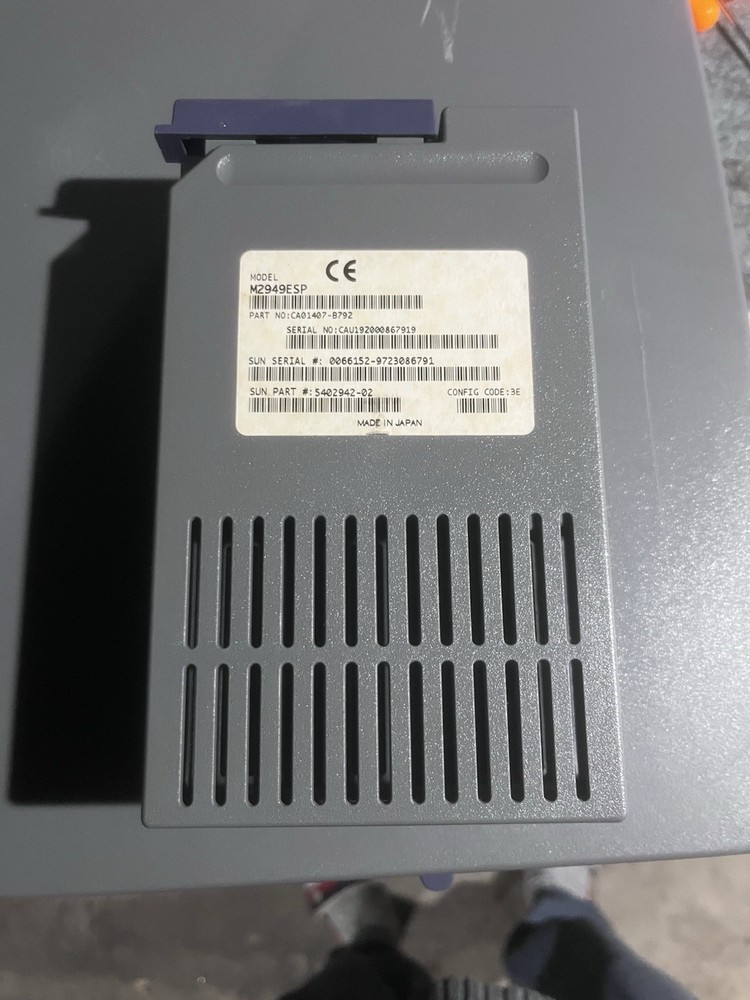 CE
MODEL
M2949ESP
PART NO:CA01407-B792
SERIAL NO:CAU192000867919
SUN SERIAL #: 0066152-9723086791
SUN PART #:5402942-02 CONFIG CODE:3E
MADE IN JAPAN